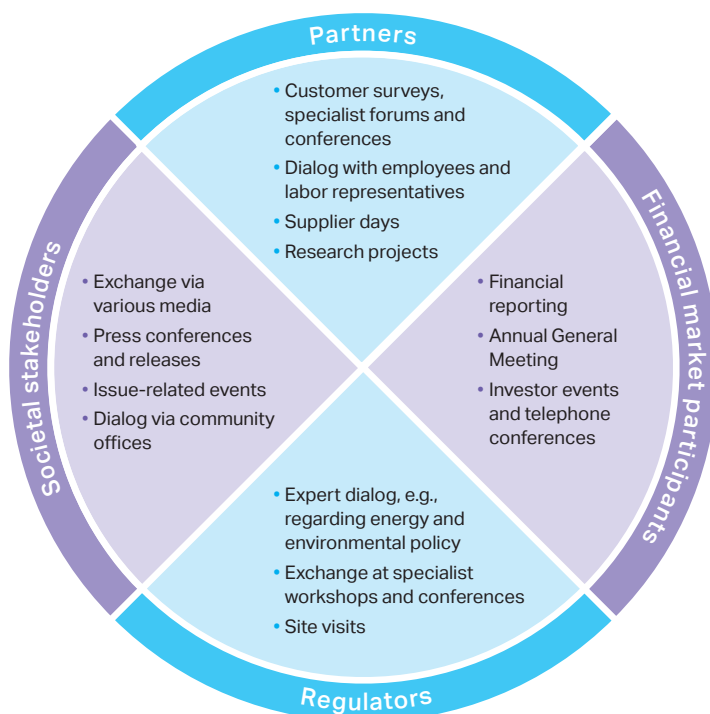 Partners
• Customer surveys,
specialist forums and
conferences
• Dialog with employees and
labor representatives
• Supplier days
• Research projects
Societal stakeholders
• Exchange via
various media
• Press conferences
and releases
• Issue-related events
• Dialog via community
offices
Financial market participants
• Financial
reporting
• Annual General
Meeting
• Investor events
and telephone
conferences
• Expert dialog, e.g.,
regarding energy and
environmental policy
• Exchange at specialist
workshops and conferences
• Site visits
Regulators